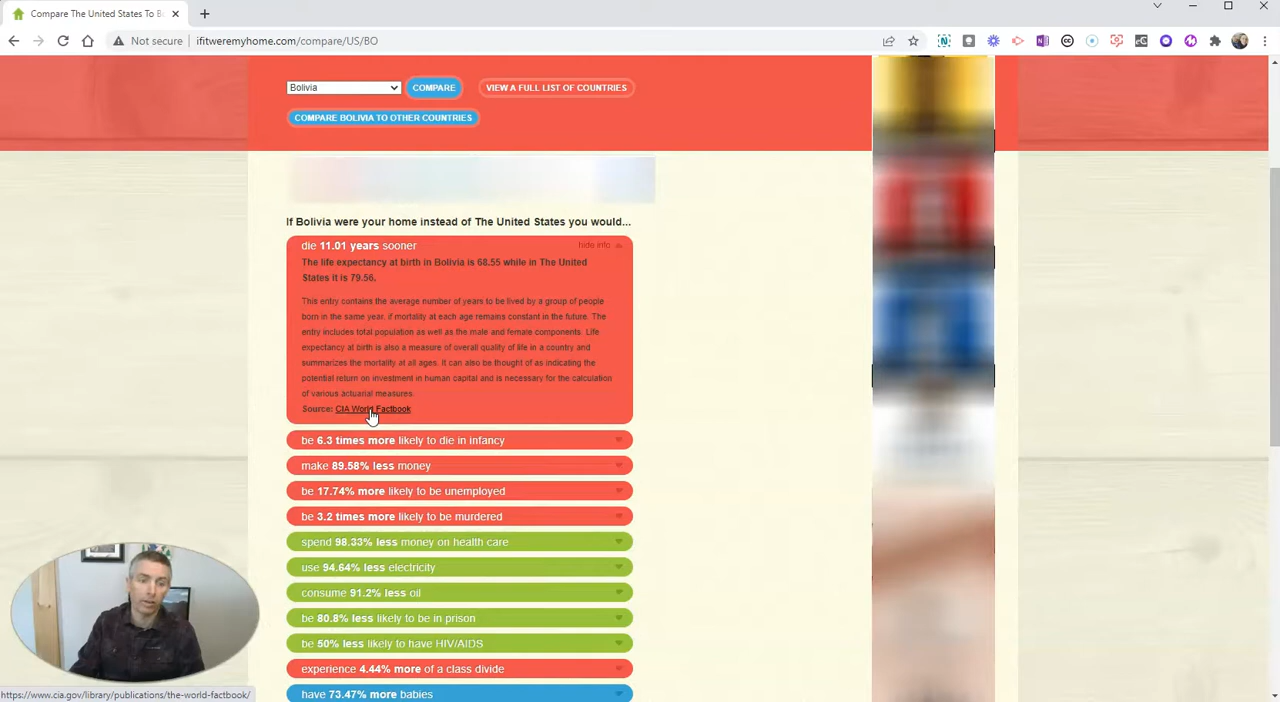 Compare The United States To Bo
Not secure ifitweremyhome.com/compare/US/BO
Bolivia COMPARE VIEW A FULL LIST OF COUNTRIES
COMPARE BOLIVIA TO OTHER COUNTRIES
If Bolivia were your home instead of The United States you would...
die 11.01 years sooner hide info
The life expectancy at birth in Bolivia is 68.55 while in The United
States it is 79.56.
This entry contains the average number of years to be lived by a group of people
born in the same year, if mortality at each age remains constant in the future. The
entry includes total population as well as the male and female components. Life
expectancy at birth is also a measure of overall quality of life in a country and
summarizes the mortality at all ages. It can also be thought of as indicating the
potential return on investment in human capital and is necessary for the calculation
of various actuarial measures.
Source: CIA World Factbook
be 6.3 times more likely to die in infancy
make 89.58% less money
be 17.74% more likely to be unemployed
be 3.2 times more likely to be murdered
spend 98.33% less money on health care
use 94.64% less electricity
consume 91.2% less oil
be 80.8% less likely to be in prison
be 50% less likely to have HIV/AIDS
experience 4.44% more of a class divide
have 73.47% more babies
https://www.cia.gov/library/publications/the-world-factbook/